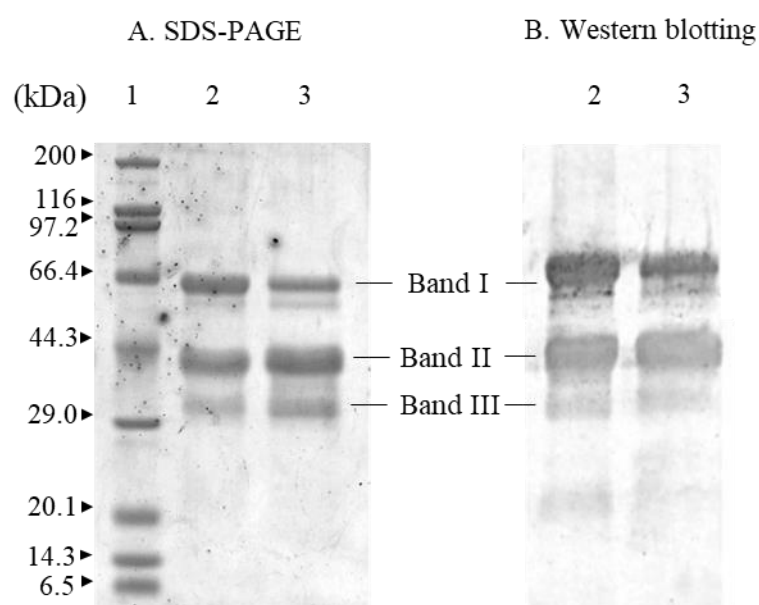 A. SDS-PAGE
B. Western blotting
(kDa) 1 2 3
2 3
200
116
97.2
66.4
44.3
29.0
20.1
14.3
6.5
Band I
Band II
Band III